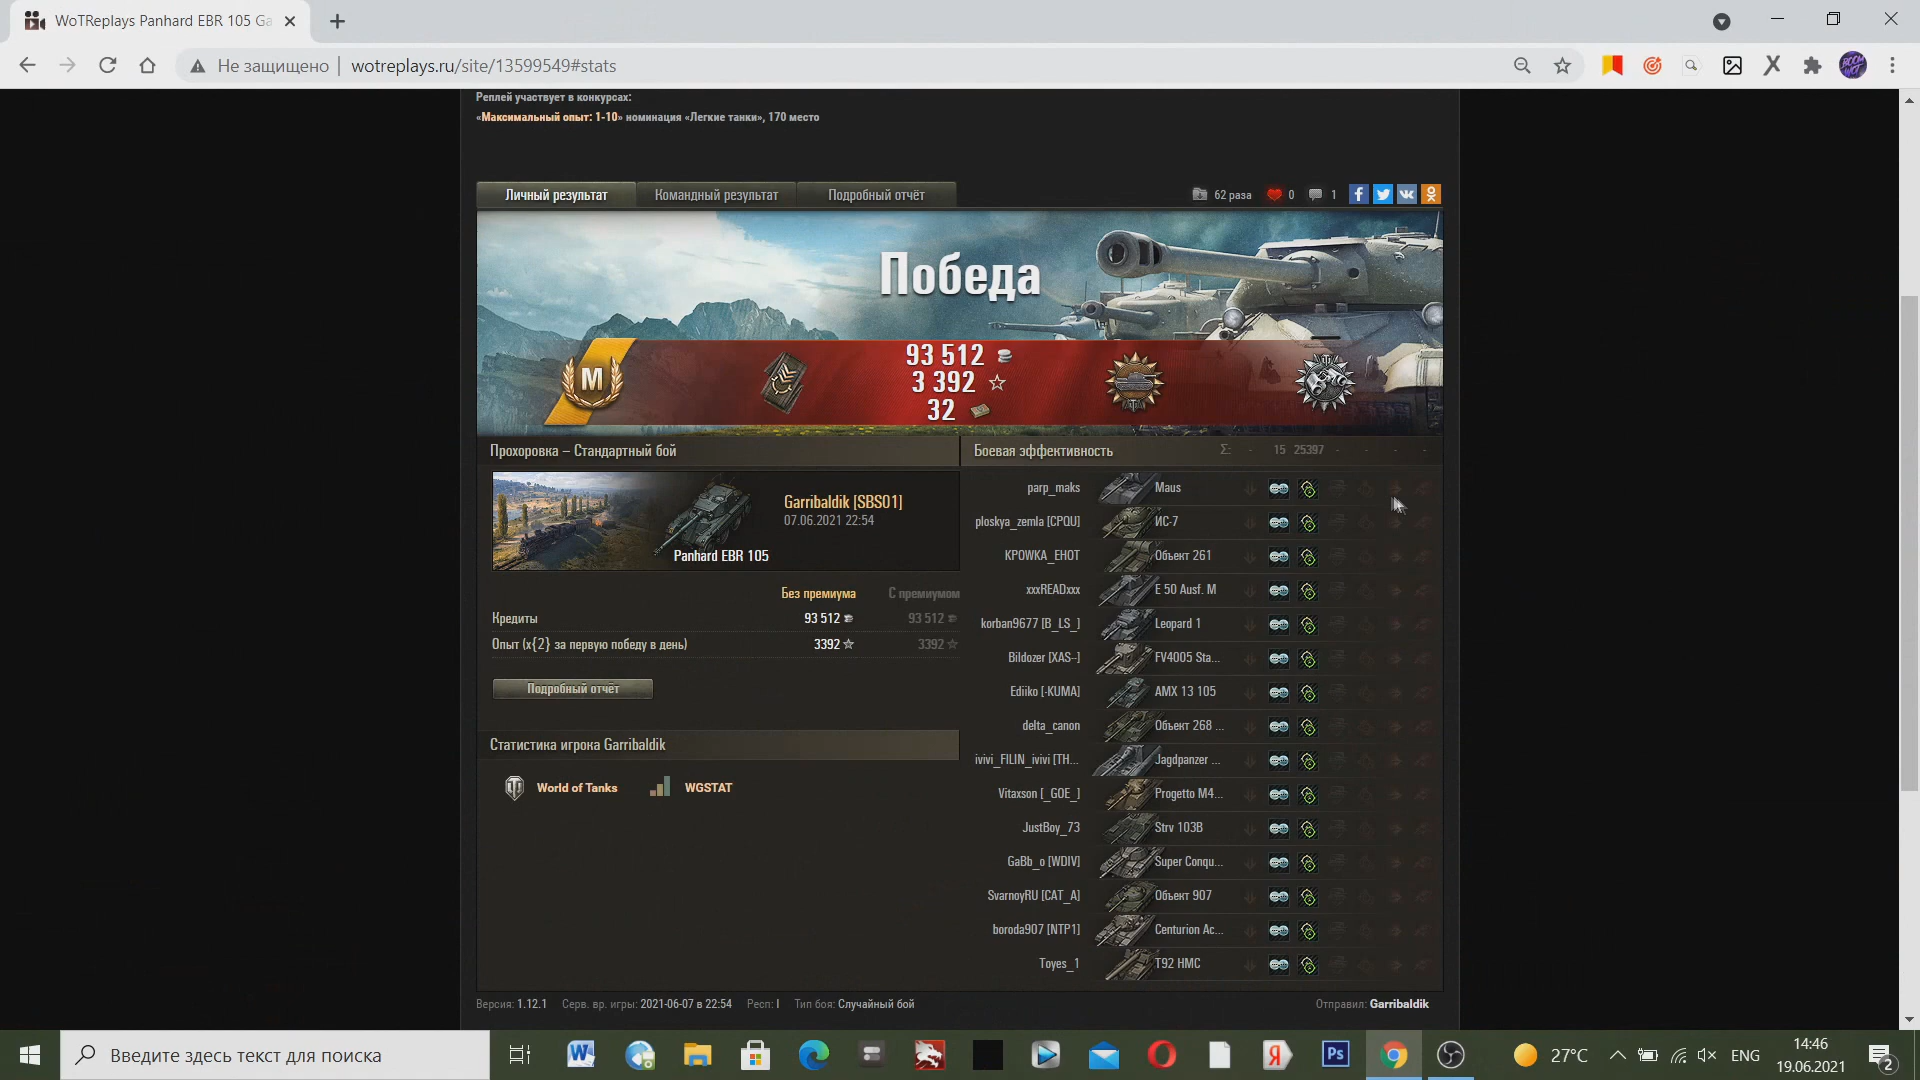 WoTReplays Panhard EBR 105 Ga
Не защищено
wotreplays.ru/site/13599549#stats
Реплей участвует в конкурсах:
«Максимальный опыт: 1-10» номинация «Легкие танки», 170 место
Личный результат
Командный результат
Подробный отчёт
62 раза
0
1
Победа
M
93 512
3 392
32
Прохоровка – Стандартный бой
Боевая эффективность
Σ: - 15 25397 - - - -
Garribaldik [SBS01]
07.06.2021 22:54
Panhard EBR 105
Без премиума
С премиумом
Кредиты 93 512 93 512
Опыт (x{2} за первую победу в день) 3392 3392
Подробный отчёт
Статистика игрока Garribaldik
World of Tanks
WGSTAT
parp_maks Maus
ploskya_zemla [CPQU] ИС-7
KPOWKA_EHOT Объект 261
xxxREADxxx E 50 Ausf. M
korban9677 [B_LS_] Leopard 1
Bildozer [XAS--] FV4005 Sta...
Ediiko [-KUMA] AMX 13 105
delta_canon Объект 268 ...
ivivi_FILIN_ivivi [TH... Jagdpanzer ...
Vitaxson [_GOE_] Progetto M4...
JustBoy_73 Strv 103B
GaBb_o [WDIV] Super Conqu...
SvarnoyRU [CAT_A] Объект 907
boroda907 [NTP1] Centurion Ac...
Toyes_1 T92 HMC
Версия: 1.12.1 Серв. вр. игры: 2021-06-07 в 22:54 Респ: I Тип боя: Случайный бой
Отправил: Garribaldik
Введите здесь текст для поиска
27°C
ENG
14:46
19.06.2021
2